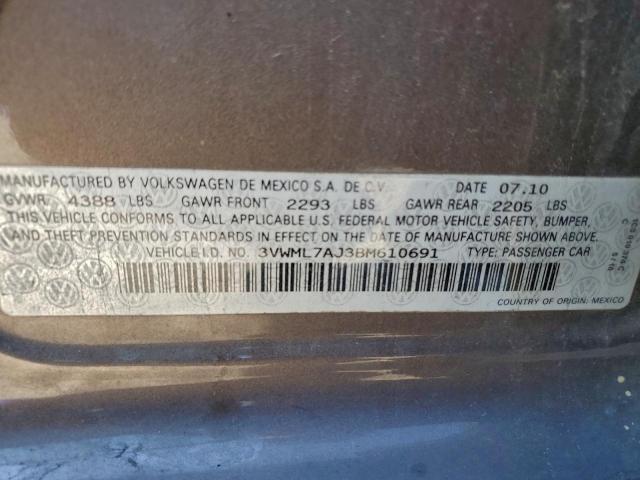 MANUFACTURED BY VOLKSWAGEN DE MEXICO S.A. DE C.V. DATE 07.10
GVWR 4388 LBS GAWR FRONT 2293 LBS GAWR REAR 2205 LBS
THIS VEHICLE CONFORMS TO ALL APPLICABLE U.S. FEDERAL MOTOR VEHICLE SAFETY, BUMPER,
AND THEFT PREVENTION STANDARDS IN EFFECT ON THE DATE OF MANUFACTURE SHOWN ABOVE.
VEHICLE I.D. NO. 3VWML7AJ3BM610691 TYPE: PASSENGER CAR
COUNTRY OF ORIGIN: MEXICO